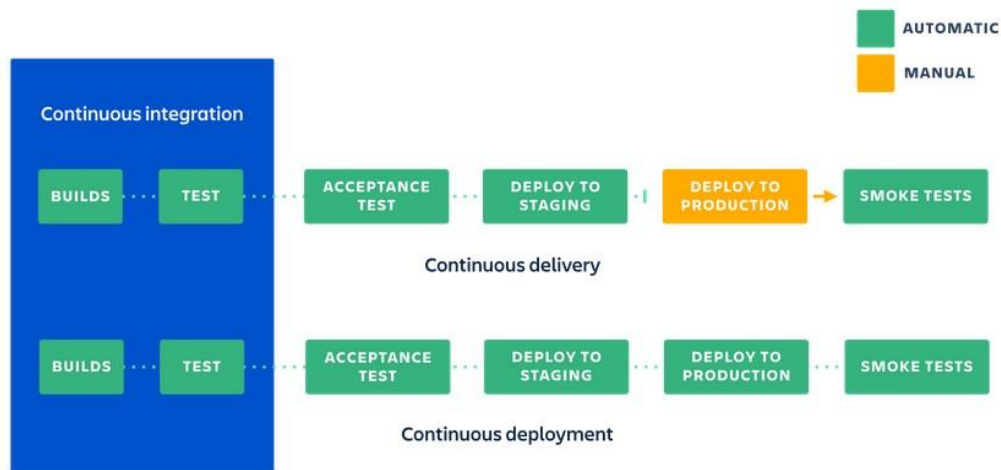 AUTOMATIC
MANUAL
Continuous integration
BUILDS
TEST
ACCEPTANCE
TEST
DEPLOY TO
STAGING
DEPLOY TO
PRODUCTION
SMOKE TESTS
Continuous delivery
BUILDS
TEST
ACCEPTANCE
TEST
DEPLOY TO
STAGING
DEPLOY TO
PRODUCTION
SMOKE TESTS
Continuous deployment